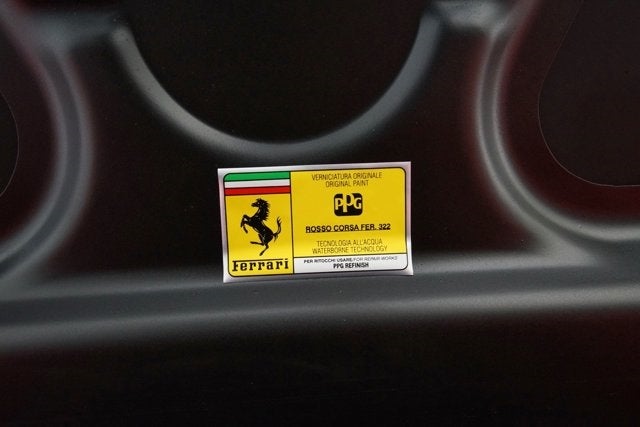 VERNICIATURA ORIGINALE
ORIGINAL PAINT
PPG
ROSSO CORSA FER. 322
TECNOLOGIA ALL'ACQUA
WATERBORNE TECHNOLOGY
Ferrari
PER RITOCCHI USARE/FOR REPAIR WORKS
PPG REFINISH